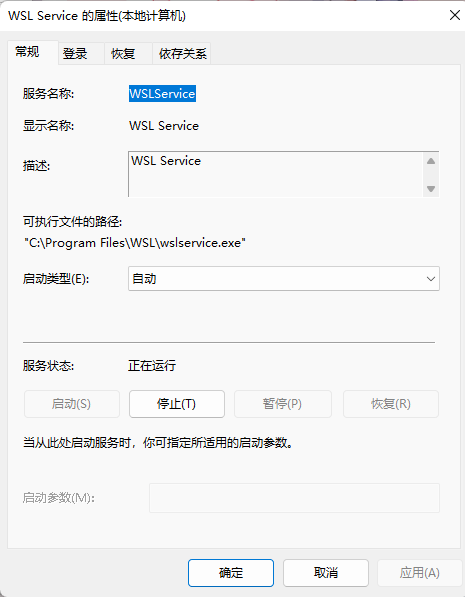 WSL Service 的属性(本地计算机)
常规 登录 恢复 依存关系
服务名称: WSLService
显示名称: WSL Service
描述: WSL Service
可执行文件的路径:
"C:\Program Files\WSL\wslservice.exe"
启动类型(E): 自动
服务状态: 正在运行
启动(S) 停止(T) 暂停(P) 恢复(R)
当从此处启动服务时，你可指定所适用的启动参数。
启动参数(M):
确定 取消 应用(A)